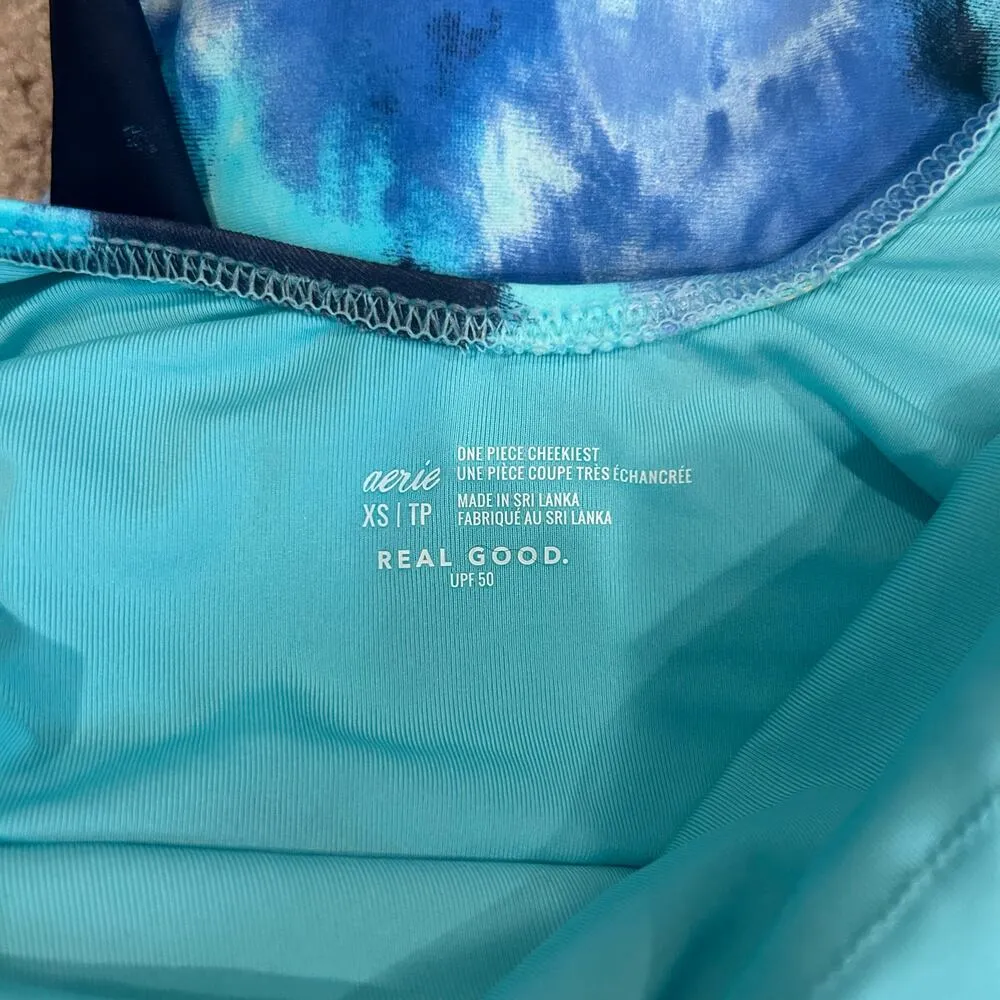 aerie
XS | TP
ONE PIECE CHEEKIEST
UNE PIÈCE COUPE TRÈS ÉCHANCRÉE
MADE IN SRI LANKA
FABRIQUÉ AU SRI LANKA
REAL GOOD.
UPF 50